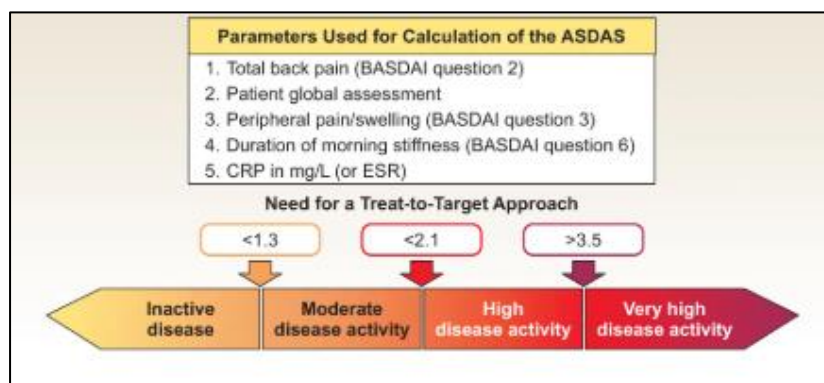 Parameters Used for Calculation of the ASDAS
1. Total back pain (BASDAI question 2)
2. Patient global assessment
3. Peripheral pain/swelling (BASDAI question 3)
4. Duration of morning stiffness (BASDAI question 6)
5. CRP in mg/L (or ESR)
Need for a Treat-to-Target Approach
<1.3 <2.1 >3.5
Inactive Moderate High Very high
disease disease activity disease activity disease activity